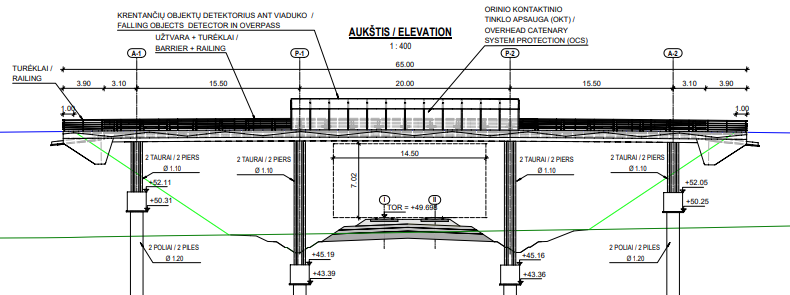 KRENTANČIŲ OBJEKTŲ DETEKTORIUS ANT VIADUKO /
FALLING OBJECTS DETECTOR IN OVERPASS
UŽTVARA + TURĖKLAI /
BARRIER + RAILING
AUKŠTIS / ELEVATION
1 : 400
ORINIO KONTAKTINIO
TINKLO APSAUGA (OKT) /
OVERHEAD CATENARY
SYSTEM PROTECTION (OCS)
A-1
P-1
P-2
A-2
TURĖKLAI /
RAILING
65.00
3.90
3.10
15.50
20.00
15.50
3.10
3.90
1.00
1.00
14.50
7.02
2 TAURAI / 2 PIERS
Ø 1.10
2 TAURAI / 2 PIERS
Ø 1.10
2 TAURAI / 2 PIERS
Ø 1.10
2 TAURAI / 2 PIERS
Ø 1.10
+52.11
+50.31
I
II
TOR = +49.698
+52.05
+50.25
2 POLIAI / 2 PILES
Ø 1.20
+45.19
+43.39
+45.16
+43.36
2 POLIAI / 2 PILES
Ø 1.20